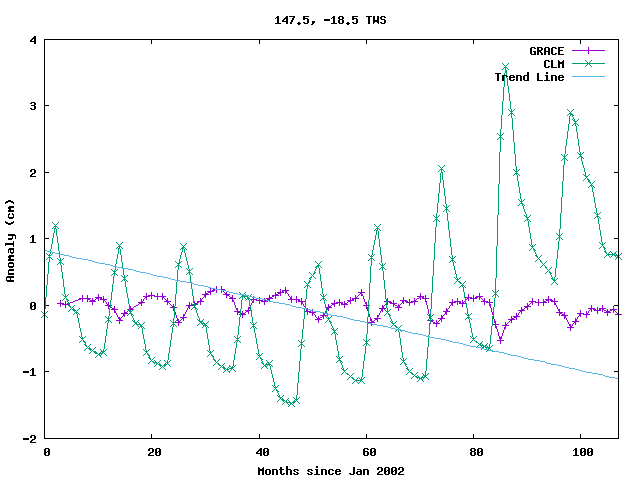 147.5, -18.5 TWS
GRACE
CLM
Trend Line
4
3
2
1
0
-1
-2
Anomaly (cm)
0 20 40 60 80 100
Months since Jan 2002